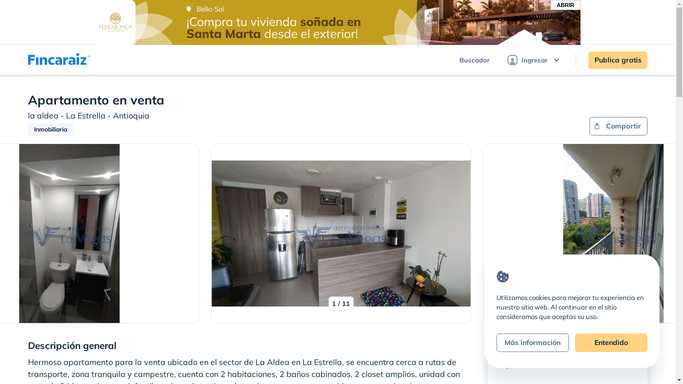 Bello Sol
¡Compra tu vivienda soñada en
Santa Marta desde el exterior!
ABRIR
Fincaraíz
Buscador
Ingresar
Publica gratis
Apartamento en venta
la aldea - La Estrella - Antioquia
Inmobiliaria
Compartir
1 / 11
Utilizamos cookies para mejorar tu experiencia en
nuestro sitio web. Al continuar en el sitio
consideramos que aceptas su uso.
Más información
Entendido
Descripción general
Hermoso apartamento para la venta ubicado en el sector de La Aldea en La Estrella, se encuentra cerca a rutas de
transporte, zona tranquila y campestre, cuenta con 2 habitaciones, 2 baños cabinados, 2 closet amplios, unidad con